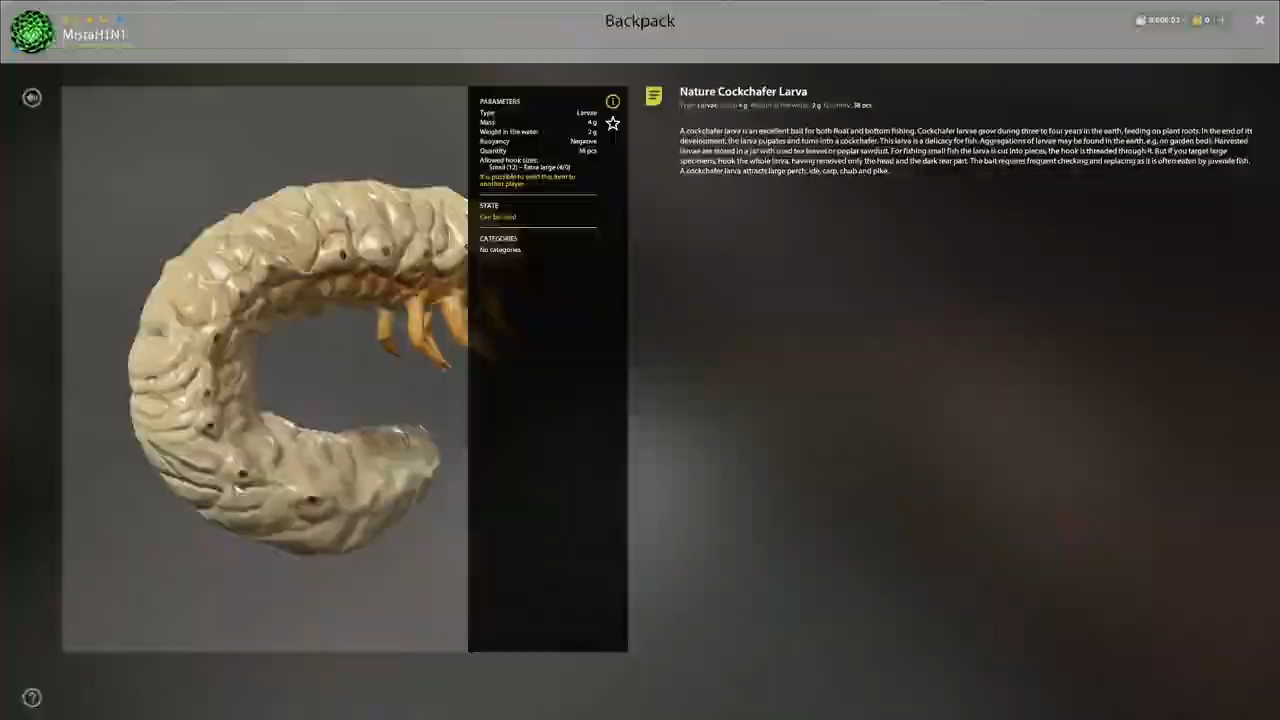 Backpack
MistaH1N1
PARAMETERS
Type Larvae
Mass 4 g
Weight in the water 2 g
Buoyancy Negative
Quantity 38 pcs
Allowed hook sizes:
Small (12) – Extra large (4/0)
It is possible to send this item to
another player
STATE
Can be used
CATEGORIES
No categories
Nature Cockchafer Larva
Type: Larvae 4 g 2 g 38 pcs
A cockchafer larva is an excellent bait for both float and bottom fishing. Cockchafer larvae grow during three to four years in the earth, feeding on plant roots. In the end of its
development, the larva pupates and turns into a cockchafer. This larva is a delicacy for fish. Aggregations of larvae may be found in the earth, e.g. on garden beds. Harvested
larvae are stored in a jar with used tea leaves or poplar sawdust. For fishing small fish the larva is cut into pieces, the hook is threaded through it. But if you target large
specimens, hook the whole larva, having removed only the head and the dark rear part. The bait requires frequent checking and replacing as it is often eaten by juvenile fish.
A cockchafer larva attracts large perch, ide, carp, chub and pike.